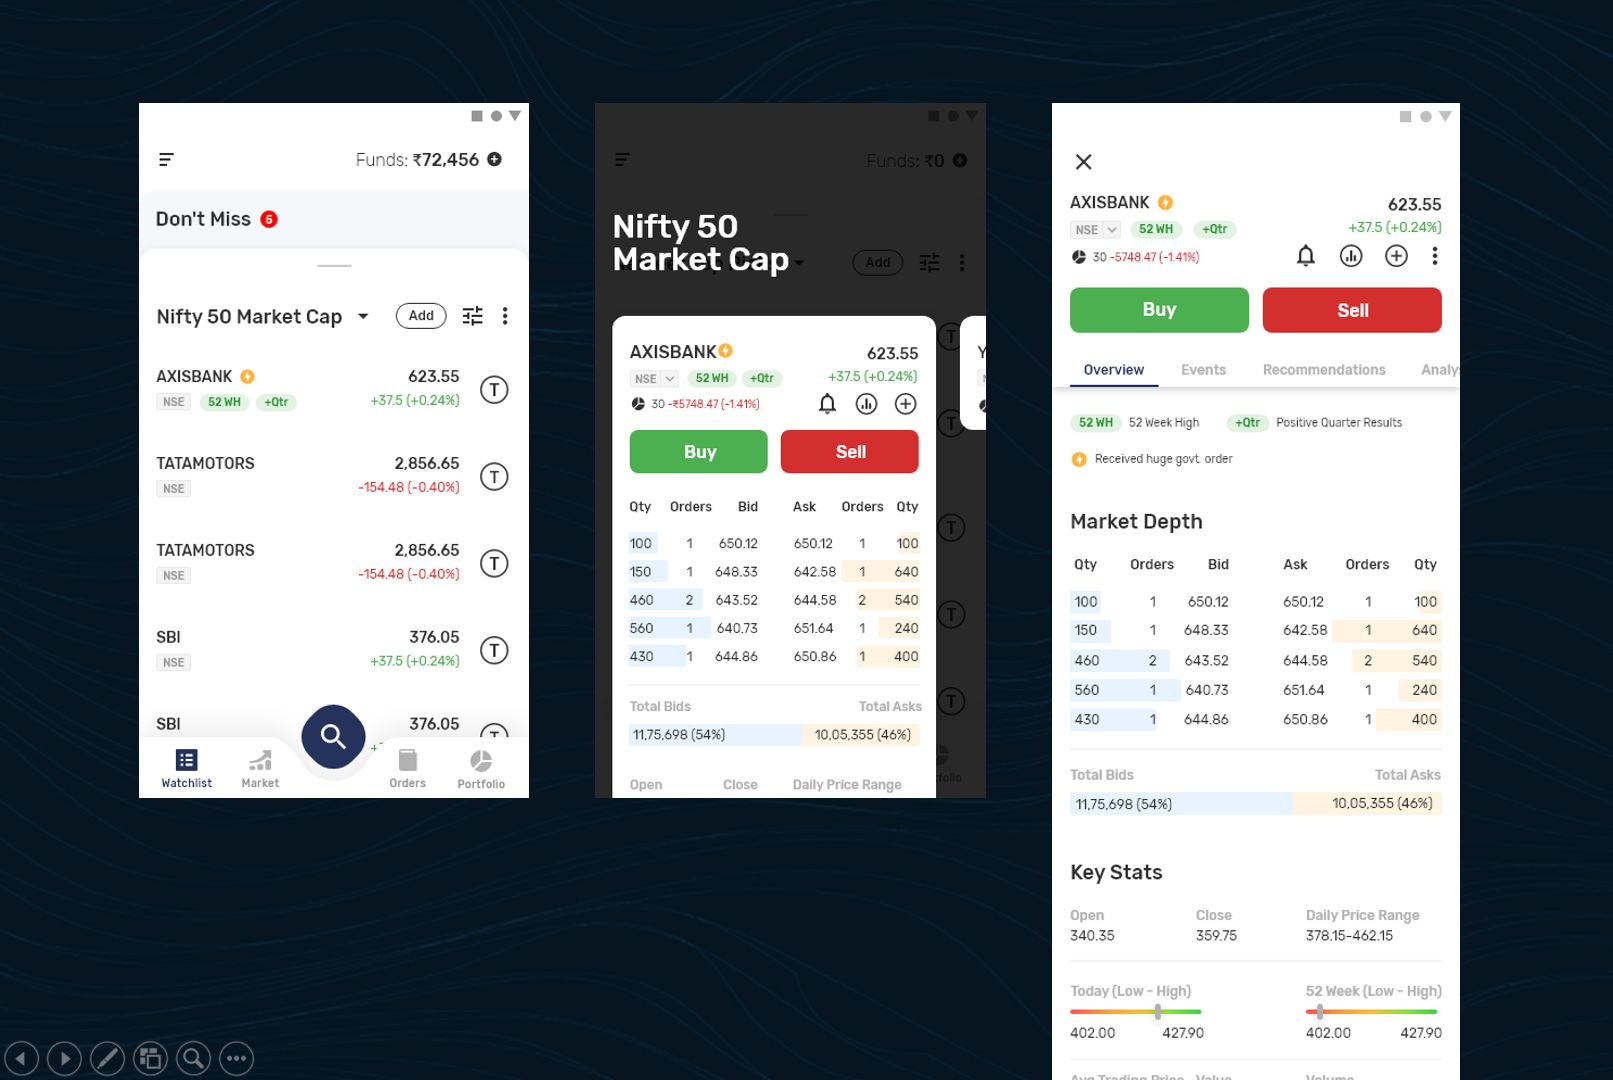 Funds: ₹72,456
Don't Miss 5
Nifty 50 Market Cap Add
AXISBANK 623.55 T
NSE 52 WH +Qtr +37.5 (+0.24%)
TATAMOTORS 2,856.65 T
NSE -154.48 (-0.40%)
TATAMOTORS 2,856.65 T
NSE -154.48 (-0.40%)
SBI 376.05 T
NSE +37.5 (+0.24%)
SBI 376.05
Watchlist Market Orders Portfolio
Funds: ₹0
Nifty 50
Market Cap
Add
AXISBANK 623.55 T
NSE 52 WH +Qtr +37.5 (+0.24%)
30 -₹5748.47 (-1.41%)
Buy Sell
Qty Orders Bid Ask Orders Qty
100 1 650.12 650.12 1 100
150 1 648.33 642.58 1 640
460 2 643.52 644.58 2 540
560 1 640.73 651.64 1 240
430 1 644.86 650.86 1 400
Total Bids Total Asks
11,75,698 (54%) 10,05,355 (46%)
Open Close Daily Price Range
Y
T
T
T
T
AXISBANK 623.55
NSE 52 WH +Qtr +37.5 (+0.24%)
30 -5748.47 (-1.41%)
Buy Sell
Overview Events Recommendations Analys
52 WH 52 Week High +Qtr Positive Quarter Results
Received huge govt. order
Market Depth
Qty Orders Bid Ask Orders Qty
100 1 650.12 650.12 1 100
150 1 648.33 642.58 1 640
460 2 643.52 644.58 2 540
560 1 640.73 651.64 1 240
430 1 644.86 650.86 1 400
Total Bids Total Asks
11,75,698 (54%) 10,05,355 (46%)
Key Stats
Open Close Daily Price Range
340.35 359.75 378.15-462.15
Today (Low - High) 52 Week (Low - High)
402.00 427.90 402.00 427.90
Avg Trading Price Value Volume